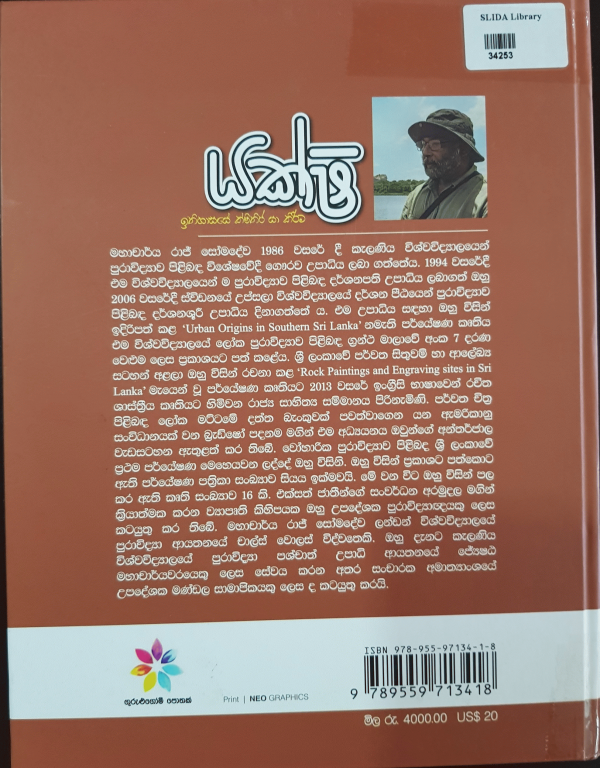 SLIDA Library
34253
යක්ෂ
මහාචාර්ය රාජ් සෝමදේව 1986 වසරේ දී කැලණිය විශ්වවිද්‍යාලයෙන්
පුරාවිද්‍යාව පිළිබඳ විශේෂවේදී ගෞරව උපාධිය ලබා ගත්තේය. 1994 වසරේදී
එම විශ්වවිද්‍යාලයෙන් ම පුරාවිද්‍යාව පිළිබඳ දර්ශනපති උපාධිය ලබාගත් ඔහු
2006 වසරේදී ස්වීඩනයේ උප්සලා විශ්වවිද්‍යාලයේ දර්ශන පීඨයෙන් පුරාවිද්‍යාව
පිළිබඳ දර්ශනශූරී උපාධිය දිනාගත්තේ ය. එම උපාධිය සඳහා ඔහු විසින්
ඉදිරිපත් කළ ‘Urban Origins in Southern Sri Lanka’ නමැති පර්යේෂණ කෘතිය
එම විශ්වවිද්‍යාලයේ ලෝක පුරාවිද්‍යාව පිළිබඳ ග්‍රන්ථ මාලාවේ අංක 7 දරණ
වෙළුම ලෙස ප්‍රකාශයට පත් කළේය. ශ්‍රී ලංකාවේ පර්වත සිතුවම් හා ආලේඛ්‍ය
සටහන් අළලා ඔහු විසින් රචනා කළ ‘Rock Paintings and Engraving sites in Sri
Lanka’ මැයෙන් වූ පර්යේෂණ කෘතියට 2013 වසරේ ඉංග්‍රීසි භාෂාවෙන් රචිත
ශාස්ත්‍රීය කෘතියට හිමිවන රාජ්‍ය සාහිත්‍ය සම්මානය පිරිනැමිණි. පර්වත චිත්‍ර
පිළිබඳ ලෝක මට්ටමේ දත්ත බැංකුවක් පවත්වාගෙන යන ඇමරිකානු
සංවිධානයක් වන බ්‍රැඩ්ෂෝ පදනම මගින් එම අධ්‍යයනය ඔවුන්ගේ අන්තර්ජාල
වැඩසටහන ඇතුළත් කර තිබේ. ව්‍යෝහාරික පුරාවිද්‍යාව පිළිබඳ ශ්‍රී ලංකාවේ
ප්‍රථම පර්යේෂණ මෙහෙයවන ලද්දේ ඔහු විසිනි. ඔහු විසින් ප්‍රකාශයට පත්කොට
ඇති පර්යේෂණ පත්‍රිකා සංඛ්‍යාව සියය ඉක්මවයි. මේ වන විට ඔහු විසින් පල
කර ඇති කෘති සංඛ්‍යාව 16 කි. එක්සත් ජාතීන්ගේ සංවර්ධන අරමුදල මගින්
ක්‍රියාත්මක කරන ව්‍යාපෘති කිහිපයක ඔහු උපදේශක පුරාවිද්‍යාඥයකු ලෙස
කටයුතු කර තිබේ. මහාචාර්ය රාජ් සෝමදේව ලන්ඩන් විශ්වවිද්‍යාලයේ
පුරාවිද්‍යා ආයතනයේ චාල්ස් වොලස් විද්වතෙකි. ඔහු දැනට කැලණිය
විශ්වවිද්‍යාලයේ පුරාවිද්‍යා පශ්චාත් උපාධි ආයතනයේ ජ්‍යෙෂ්ඨ
මහාචාර්යවරයෙකු ලෙස සේවය කරන අතර සංචාරක අමාත්‍යාංශයේ
උපදේශක මණ්ඩල සාමාජිකයකු ලෙස ද කටයුතු කරයි.
ISBN 978-955-97134-1-8
9 789559 713418
ගුරුළුගෝමී පොතක්
Print | NEO GRAPHICS
මිල රු. 4000.00 US$ 20